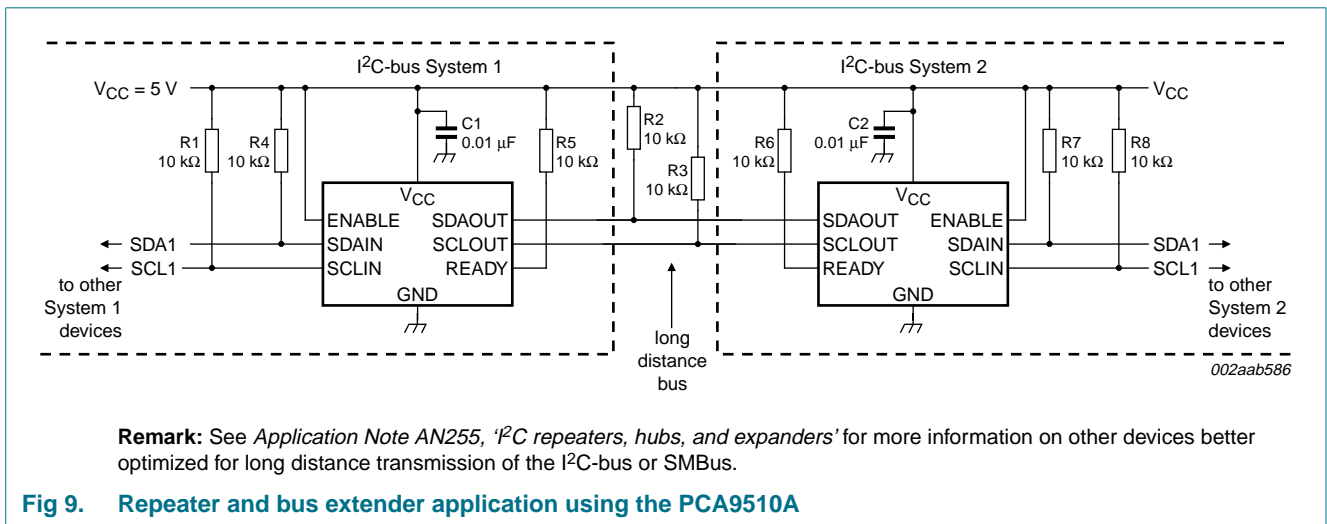 I2C-bus System 1
I2C-bus System 2
VCC = 5 V
VCC
R1
10 kΩ
R4
10 kΩ
C1
0.01 μF
R5
10 kΩ
R2
10 kΩ
R3
10 kΩ
R6
10 kΩ
C2
0.01 μF
R7
10 kΩ
R8
10 kΩ
VCC
ENABLE
SDAIN
SCLIN
SDAOUT
SCLOUT
READY
GND
VCC
SDAOUT
SCLOUT
READY
ENABLE
SDAIN
SCLIN
GND
SDA1
SCL1
to other
System 1
devices
long
distance
bus
SDA1
SCL1
to other
System 2
devices
002aab586
Remark: See Application Note AN255, ‘I2C repeaters, hubs, and expanders’ for more information on other devices better
optimized for long distance transmission of the I2C-bus or SMBus.
Fig 9. Repeater and bus extender application using the PCA9510A